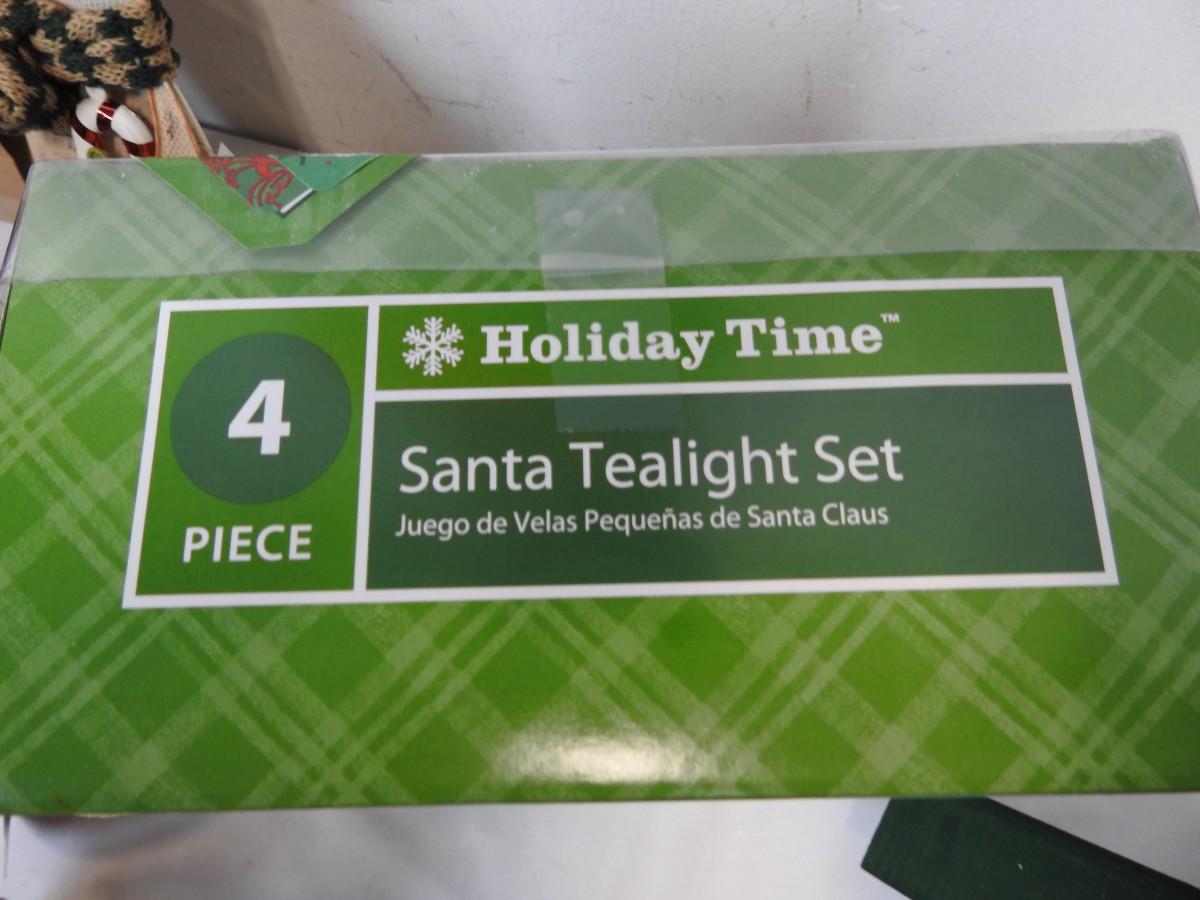 4
PIECE
Holiday Time™
Santa Tealight Set
Juego de Velas Pequeñas de Santa Claus